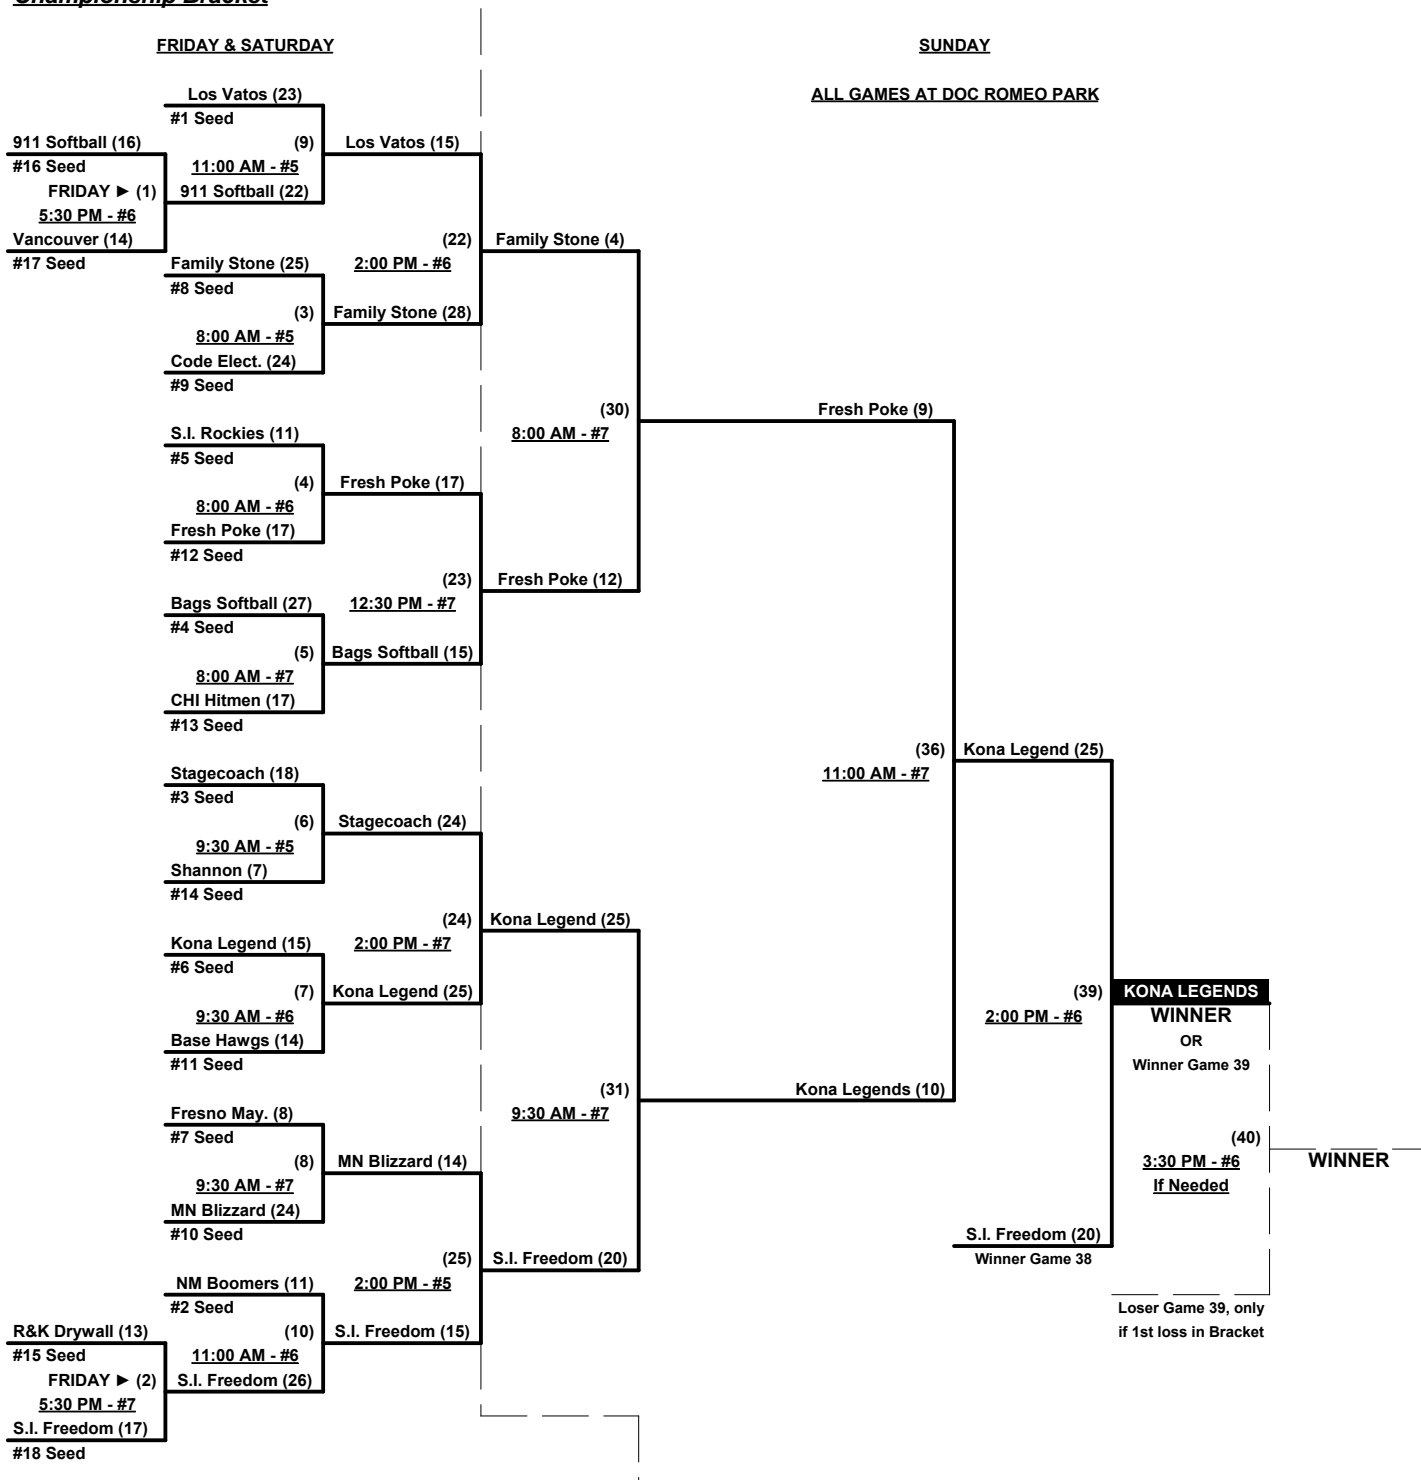 Championship Bracket
FRIDAY & SATURDAY
SUNDAY
ALL GAMES AT DOC ROMEO PARK
Los Vatos (23)
#1 Seed
911 Softball (16)
#16 Seed
(9)
11:00 AM - #5
Los Vatos (15)
FRIDAY ► (1)
5:30 PM - #6
911 Softball (22)
Vancouver (14)
#17 Seed
(22)
2:00 PM - #6
Family Stone (4)
Family Stone (25)
#8 Seed
(3)
8:00 AM - #5
Family Stone (28)
Code Elect. (24)
#9 Seed
(30)
8:00 AM - #7
Fresh Poke (9)
S.I. Rockies (11)
#5 Seed
(4)
8:00 AM - #6
Fresh Poke (17)
Fresh Poke (17)
#12 Seed
(23)
12:30 PM - #7
Fresh Poke (12)
Bags Softball (27)
#4 Seed
(5)
8:00 AM - #7
Bags Softball (15)
CHI Hitmen (17)
#13 Seed
(36)
11:00 AM - #7
Kona Legend (25)
Stagecoach (18)
#3 Seed
(6)
9:30 AM - #5
Stagecoach (24)
Shannon (7)
#14 Seed
(24)
2:00 PM - #7
Kona Legend (25)
Kona Legend (15)
#6 Seed
(7)
9:30 AM - #6
Kona Legend (25)
Base Hawgs (14)
#11 Seed
(39)
2:00 PM - #6
KONA LEGENDS
WINNER
OR
Winner Game 39
(31)
9:30 AM - #7
Kona Legends (10)
Fresno May. (8)
#7 Seed
(8)
9:30 AM - #7
MN Blizzard (14)
MN Blizzard (24)
#10 Seed
(40)
3:30 PM - #6
If Needed
WINNER
S.I. Freedom (20)
Winner Game 38
(25)
2:00 PM - #5
S.I. Freedom (20)
NM Boomers (11)
#2 Seed
Loser Game 39, only
if 1st loss in Bracket
R&K Drywall (13)
#15 Seed
(10)
11:00 AM - #6
S.I. Freedom (15)
FRIDAY ► (2)
5:30 PM - #7
S.I. Freedom (26)
S.I. Freedom (17)
#18 Seed